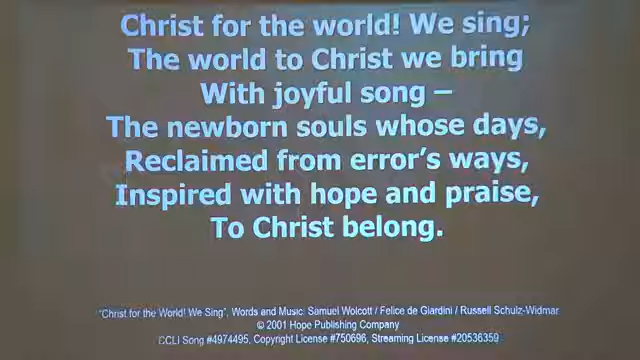 Christ for the world! We sing;
The world to Christ we bring
With joyful song –
The newborn souls whose days,
Reclaimed from error's ways,
Inspired with hope and praise,
To Christ belong.
"Christ for the World! We Sing", Words and Music: Samuel Wolcott / Felice de Giardini / Russell Schulz-Widmar
© 2001 Hope Publishing Company
CCLI Song #4974495, Copyright License #750696, Streaming License #20536359